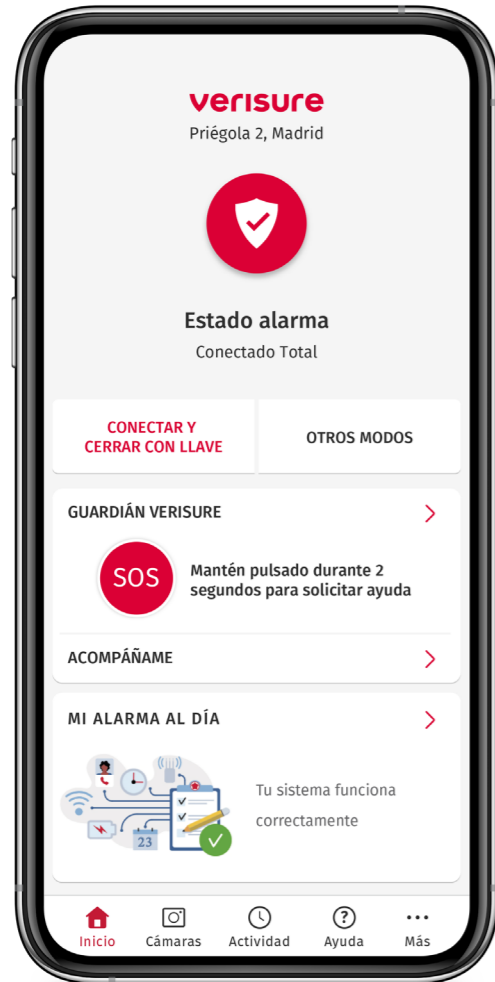 verisure
Priégola 2, Madrid
Estado alarma
Conectado Total
CONECTAR Y
CERRAR CON LLAVE
OTROS MODOS
GUARDIÁN VERISURE
SOS
Mantén pulsado durante 2
segundos para solicitar ayuda
ACOMPÁÑAME
MI ALARMA AL DÍA
23
Tu sistema funciona
correctamente
Inicio
Cámaras
Actividad
Ayuda
Más